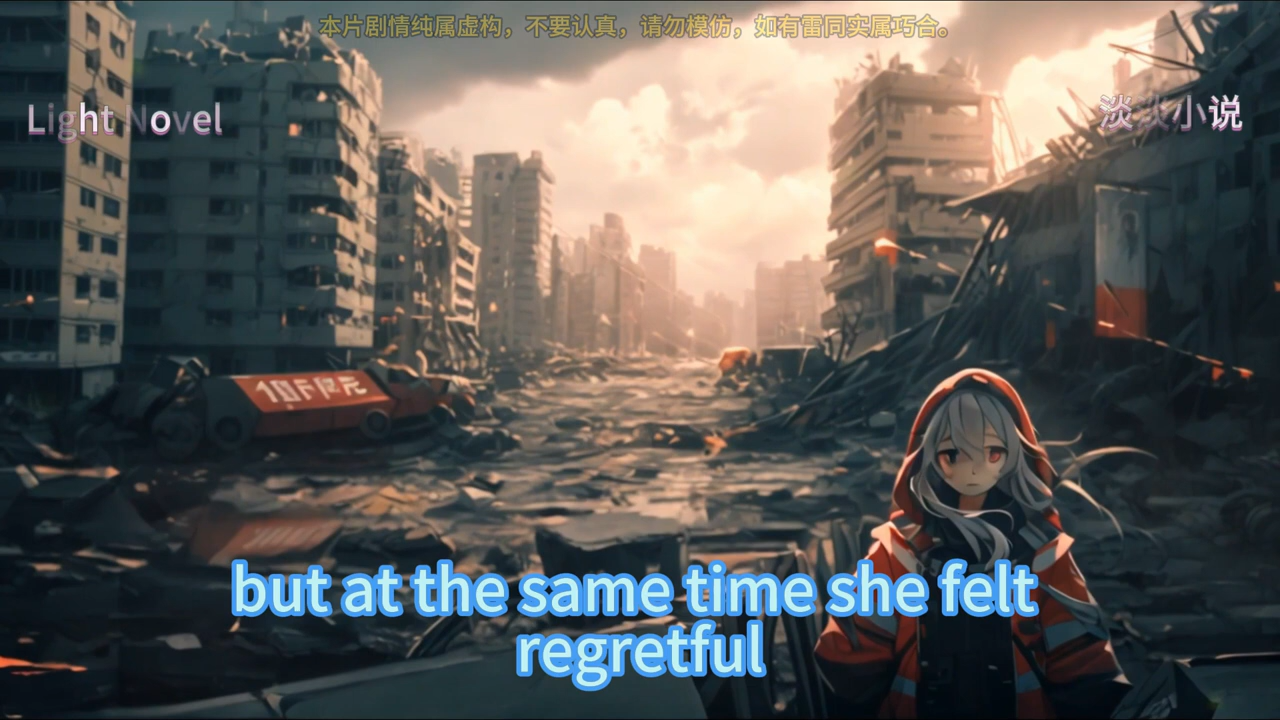 本片剧情纯属虚构，不要认真，请勿模仿，如有雷同实属巧合。
Light Novel
淡淡小说
but at the same time she felt
regretful